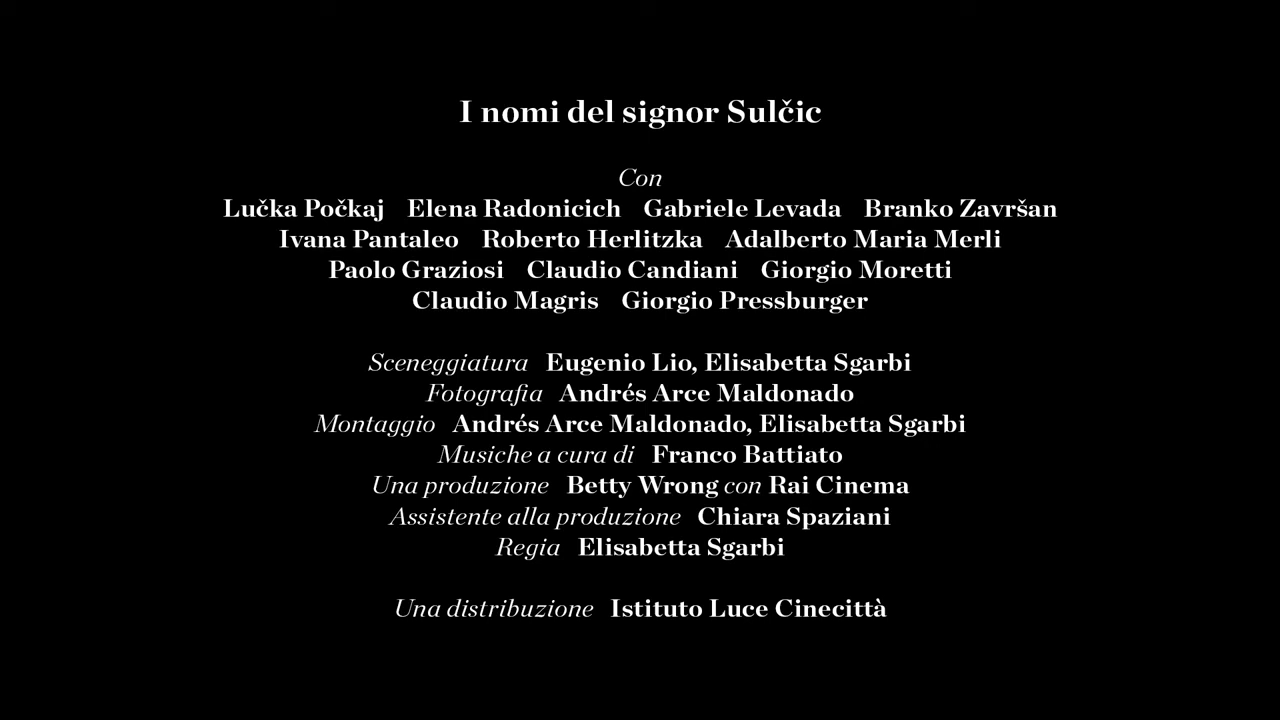 I nomi del signor Sulčic
Con
Lučka Počkaj Elena Radonicich Gabriele Levada Branko Završan
Ivana Pantaleo Roberto Herlitzka Adalberto Maria Merli
Paolo Graziosi Claudio Candiani Giorgio Moretti
Claudio Magris Giorgio Pressburger
Sceneggiatura Eugenio Lio, Elisabetta Sgarbi
Fotografia Andrés Arce Maldonado
Montaggio Andrés Arce Maldonado, Elisabetta Sgarbi
Musiche a cura di Franco Battiato
Una produzione Betty Wrong con Rai Cinema
Assistente alla produzione Chiara Spaziani
Regia Elisabetta Sgarbi
Una distribuzione Istituto Luce Cinecittà